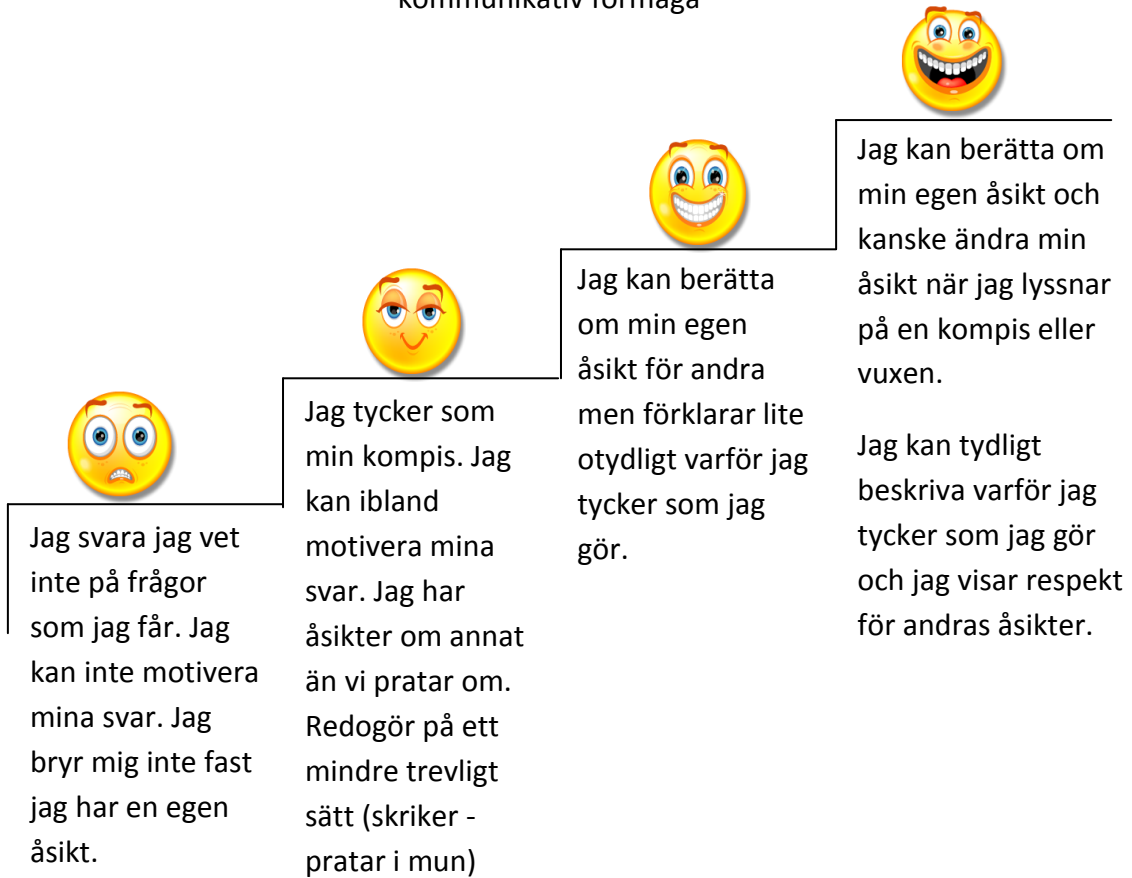 kommunikativ förmåga
Jag svara jag vet
inte på frågor
som jag får. Jag
kan inte motivera
mina svar. Jag
bryr mig inte fast
jag har en egen
åsikt.
Jag tycker som
min kompis. Jag
kan ibland
motivera mina
svar. Jag har
åsikter om annat
än vi pratar om.
Redogör på ett
mindre trevligt
sätt (skriker -
pratar i mun)
Jag kan berätta
om min egen
åsikt för andra
men förklarar lite
otydligt varför jag
tycker som jag
gör.
Jag kan berätta om
min egen åsikt och
kanske ändra min
åsikt när jag lyssnar
på en kompis eller
vuxen.
Jag kan tydligt
beskriva varför jag
tycker som jag gör
och jag visar respekt
för andras åsikter.